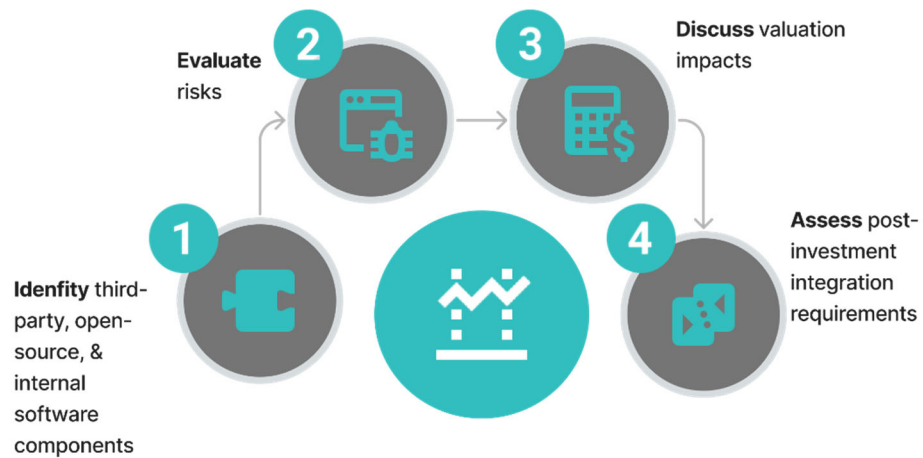 1
Idenfity third-
party, open-
source, &
internal
software
components
2
Evaluate
risks
3
Discuss valuation
impacts
4
Assess post-
investment
integration
requirements